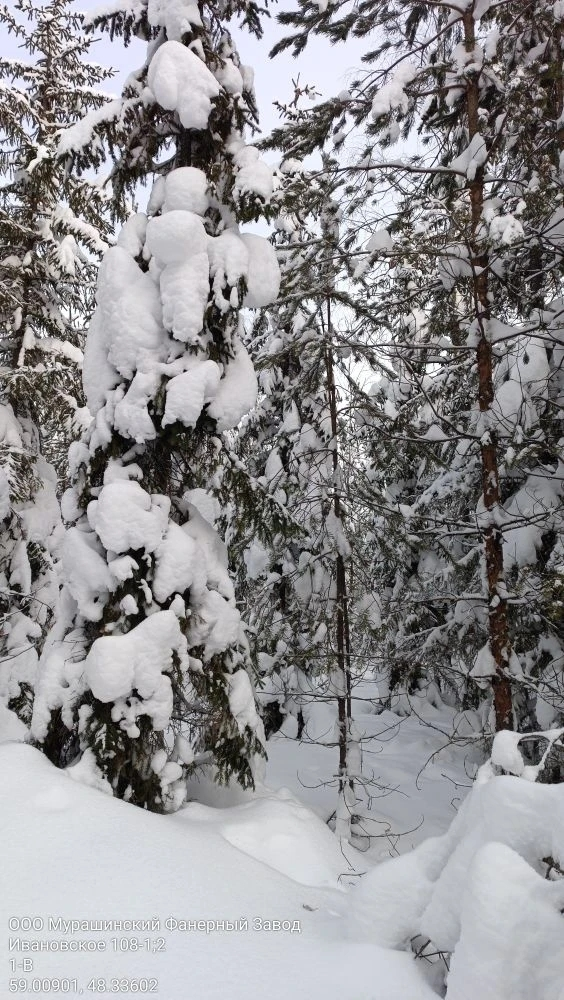 ООО Мурашинский Фанерный Завод
Ивановское 108-1;2
1-В
59.00901, 48.33602